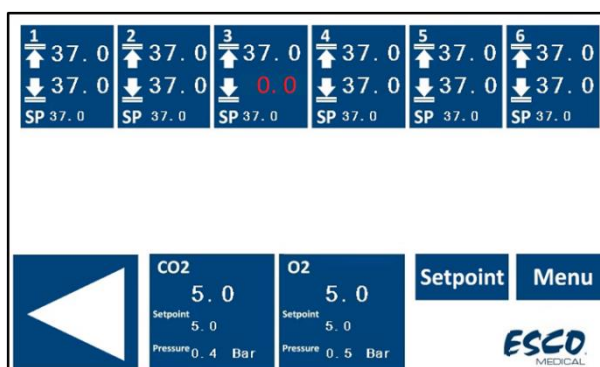 1 2 3 4 5 6
37.0 37.0 37.0 37.0 37.0 37.0
37.0 37.0 0.0 37.0 37.0 37.0
SP 37.0 SP 37.0 SP 37.0 SP 37.0 SP 37.0 SP 37.0
CO2
5.0
Setpoint
5.0
Pressure 0.4 Bar
O2
5.0
Setpoint
5.0
Pressure 0.5 Bar
Setpoint
Menu
ESCO
MEDICAL